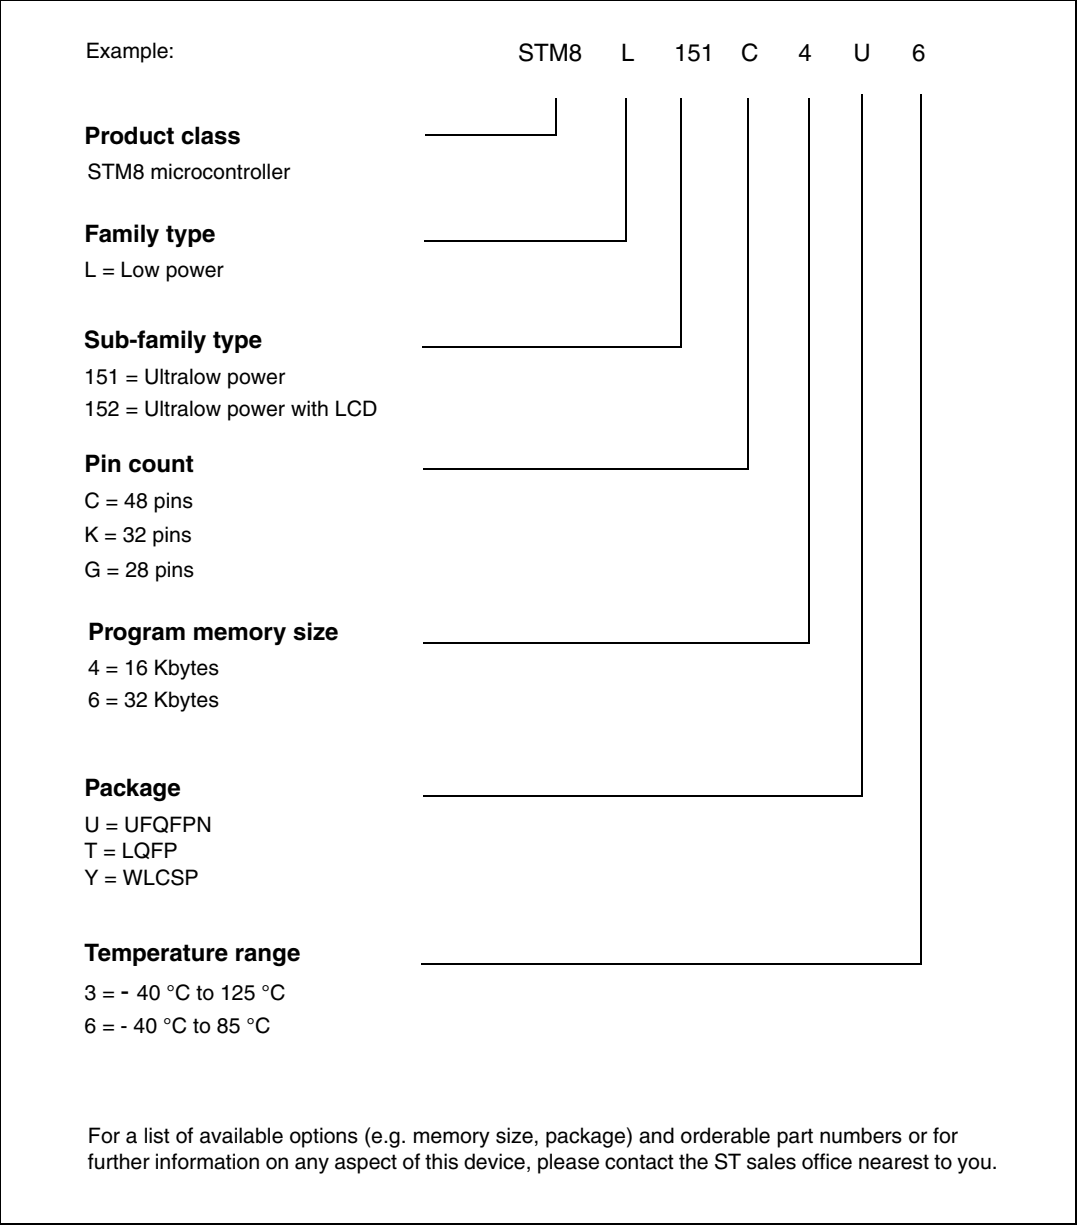 Example: STM8 L 151 C 4 U 6
Product class
STM8 microcontroller
Family type
L = Low power
Sub-family type
151 = Ultralow power
152 = Ultralow power with LCD
Pin count
C = 48 pins
K = 32 pins
G = 28 pins
Program memory size
4 = 16 Kbytes
6 = 32 Kbytes
Package
U = UFQFPN
T = LQFP
Y = WLCSP
Temperature range
3 = - 40 °C to 125 °C
6 = - 40 °C to 85 °C
For a list of available options (e.g. memory size, package) and orderable part numbers or for
further information on any aspect of this device, please contact the ST sales office nearest to you.